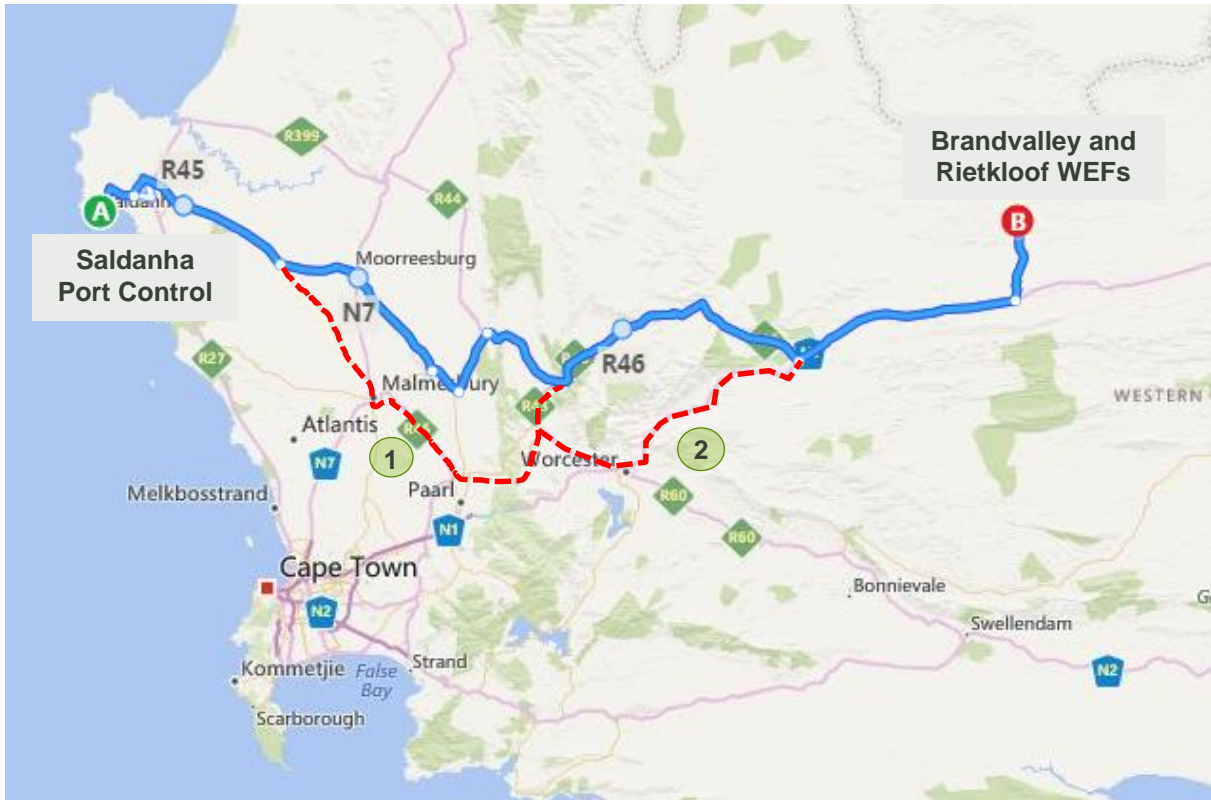 R399
Brandvalley and
Rietkloof WEFs
R45
A
R44
B
Saldanha
Port Control
Moorreesburg
N7
R27
R46
Malmesbury
WESTERN
Atlantis
1
2
Worcester
N7
Melkbosstrand
Paarl
R60
N1
R60
Cape Town
Bonnievale
N2
Swellendam
Kommetjie
False
Bay
Strand
N2
Scarborough